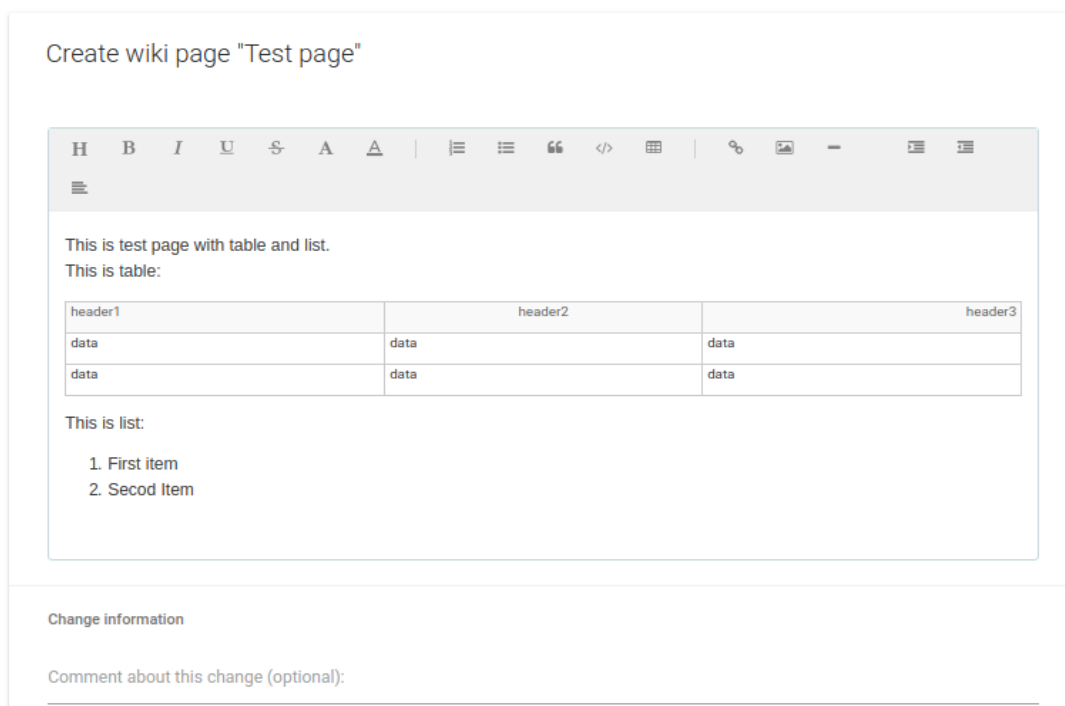 Create wiki page "Test page"
H B I U S A A
This is test page with table and list.
This is table:
header1 header2 header3
data data data
data data data
This is list:
1. First item
2. Secod Item
Change information
Comment about this change (optional):